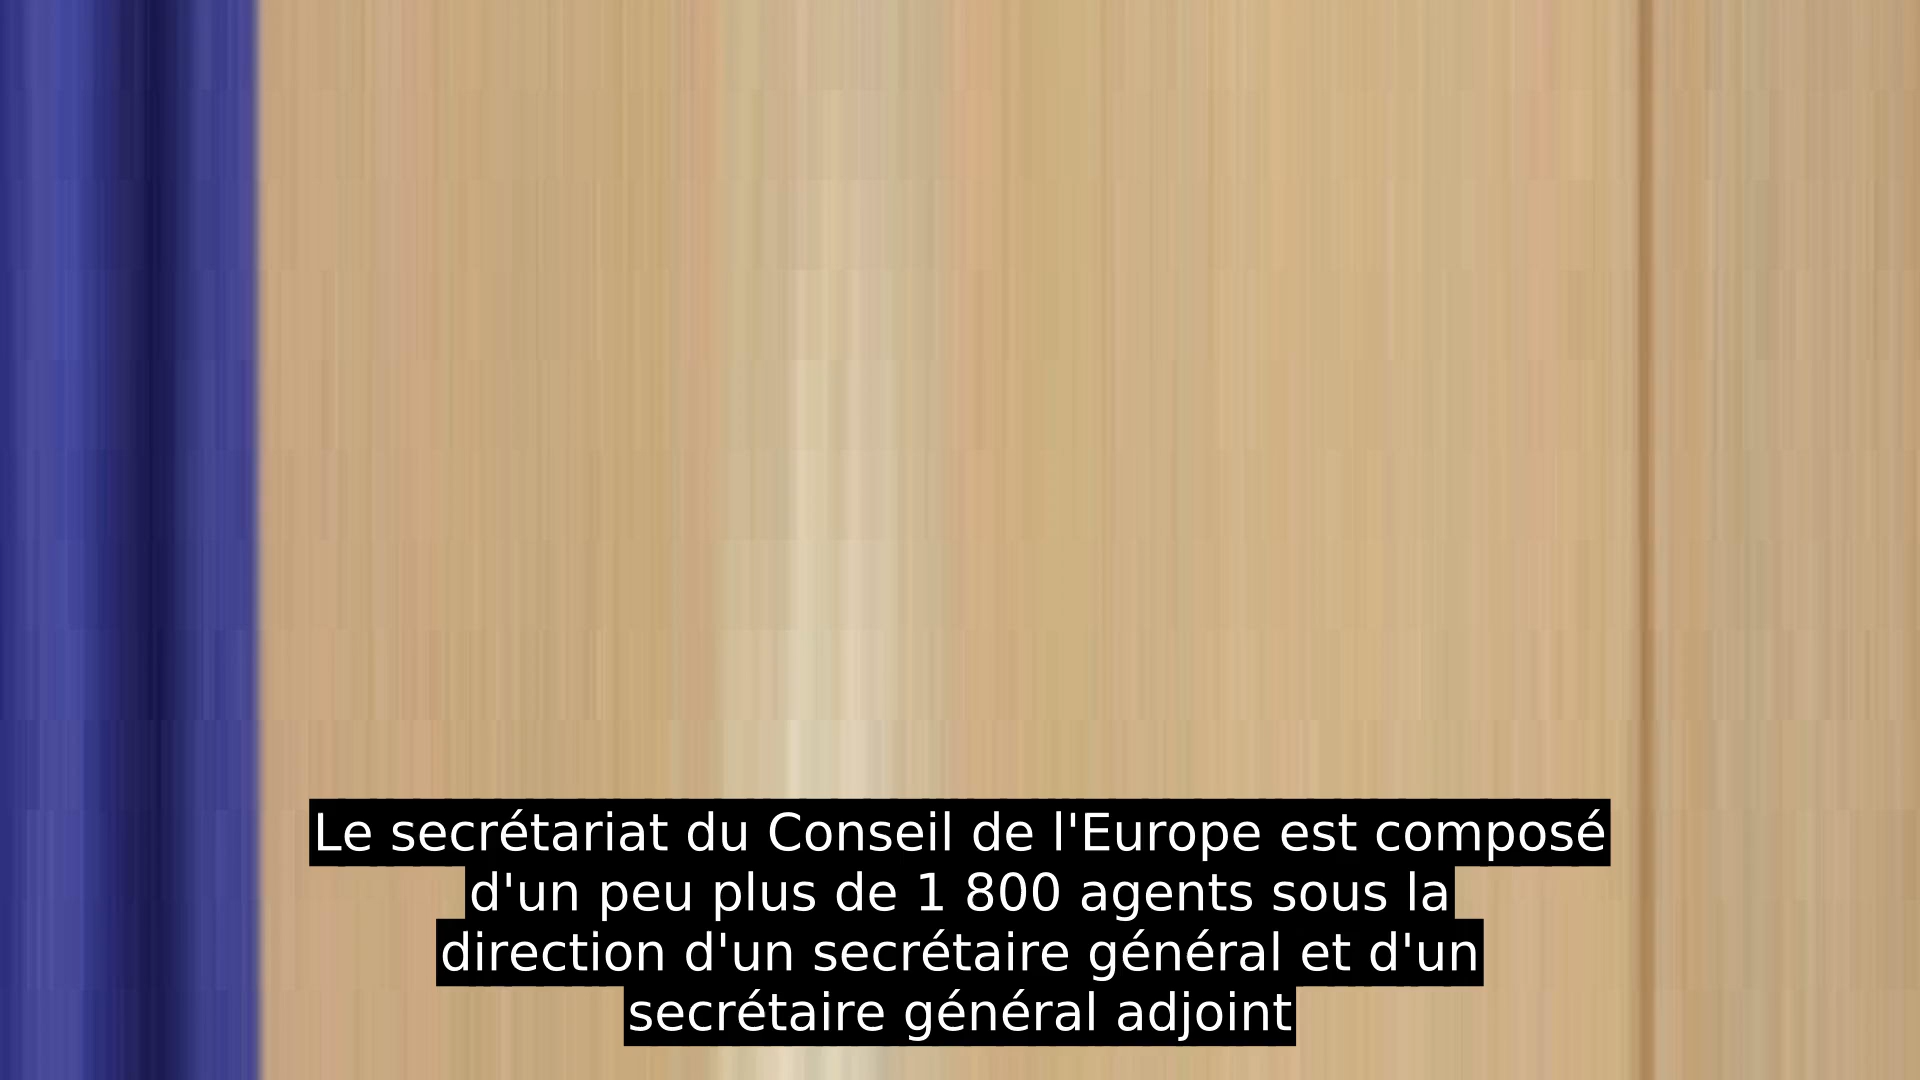 Le secrétariat du Conseil de l'Europe est composé
d'un peu plus de 1 800 agents sous la
direction d'un secrétaire général et d'un
secrétaire général adjoint